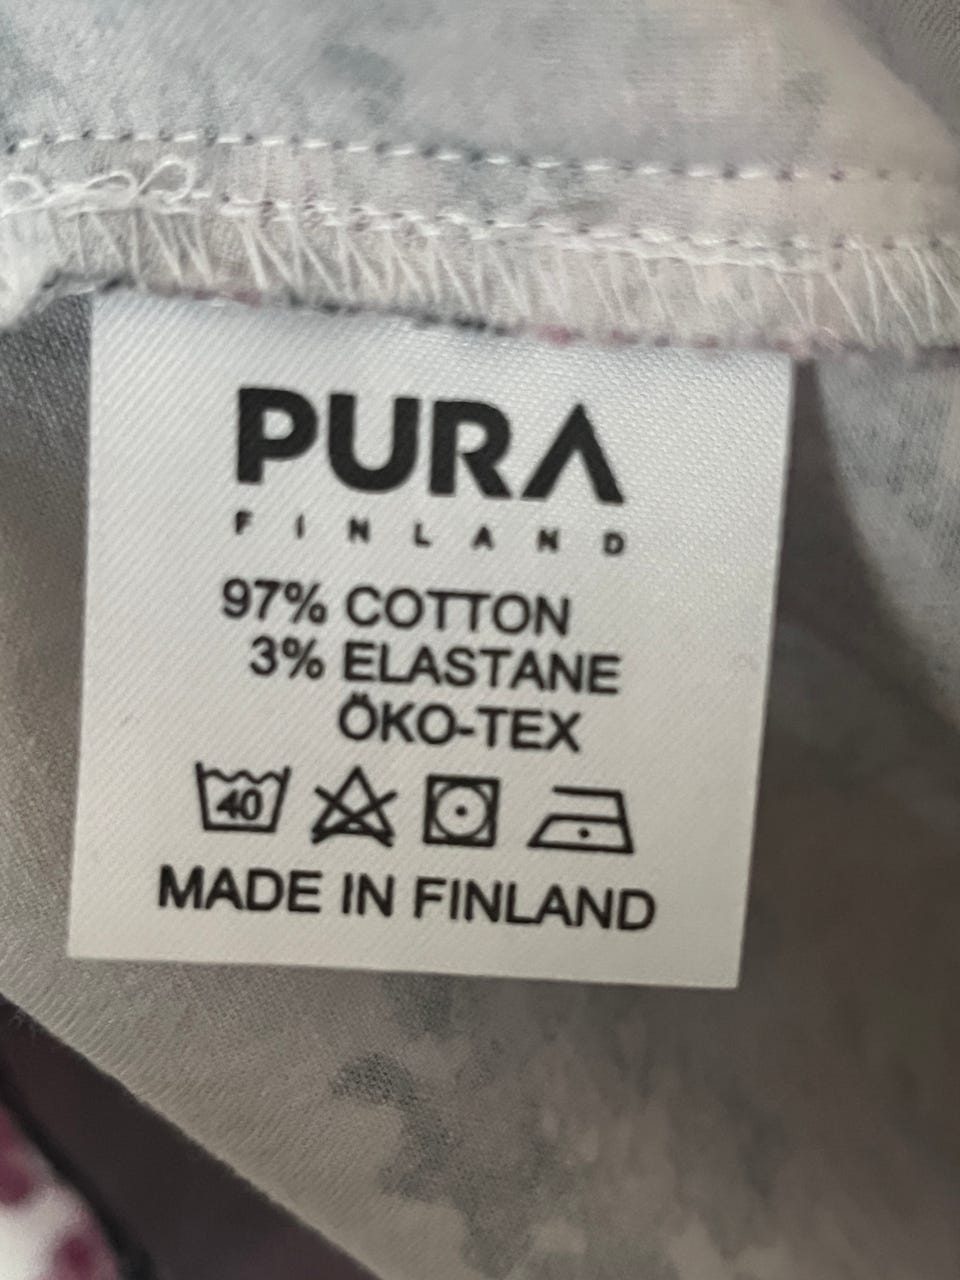 PURA
FINLAND
97% COTTON
3% ELASTANE
ÖKO-TEX
40
MADE IN FINLAND